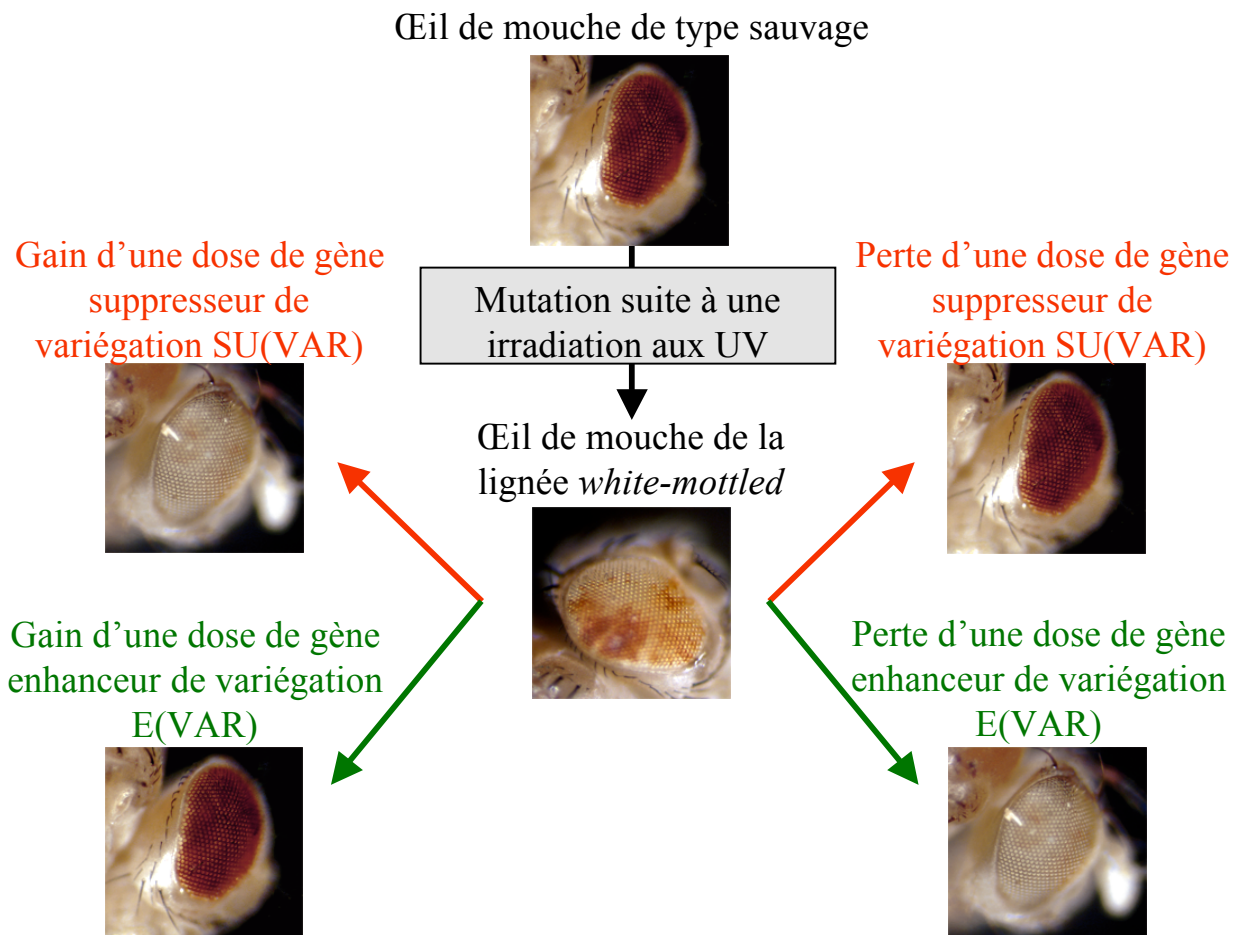 Œil de mouche de type sauvage
Gain d’une dose de gène
suppresseur de
variégation SU(VAR)
Mutation suite à une
irradiation aux UV
Perte d’une dose de gène
suppresseur de
variégation SU(VAR)
Œil de mouche de la
lignée white-mottled
Gain d’une dose de gène
enhanceur de variégation
E(VAR)
Perte d’une dose de gène
enhanceur de variégation
E(VAR)